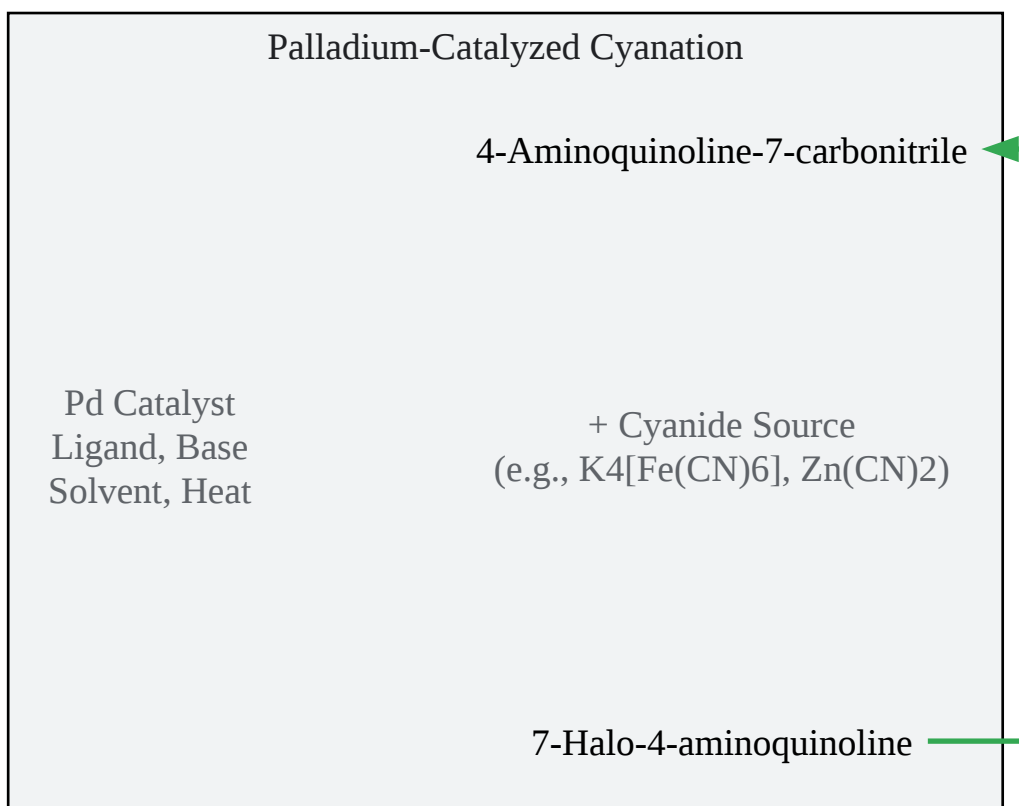 Palladium-Catalyzed Cyanation
4-Aminoquinoline-7-carbonitrile
Pd Catalyst
Ligand, Base
Solvent, Heat
+ Cyanide Source
(e.g., K4[Fe(CN)6], Zn(CN)2)
7-Halo-4-aminoquinoline